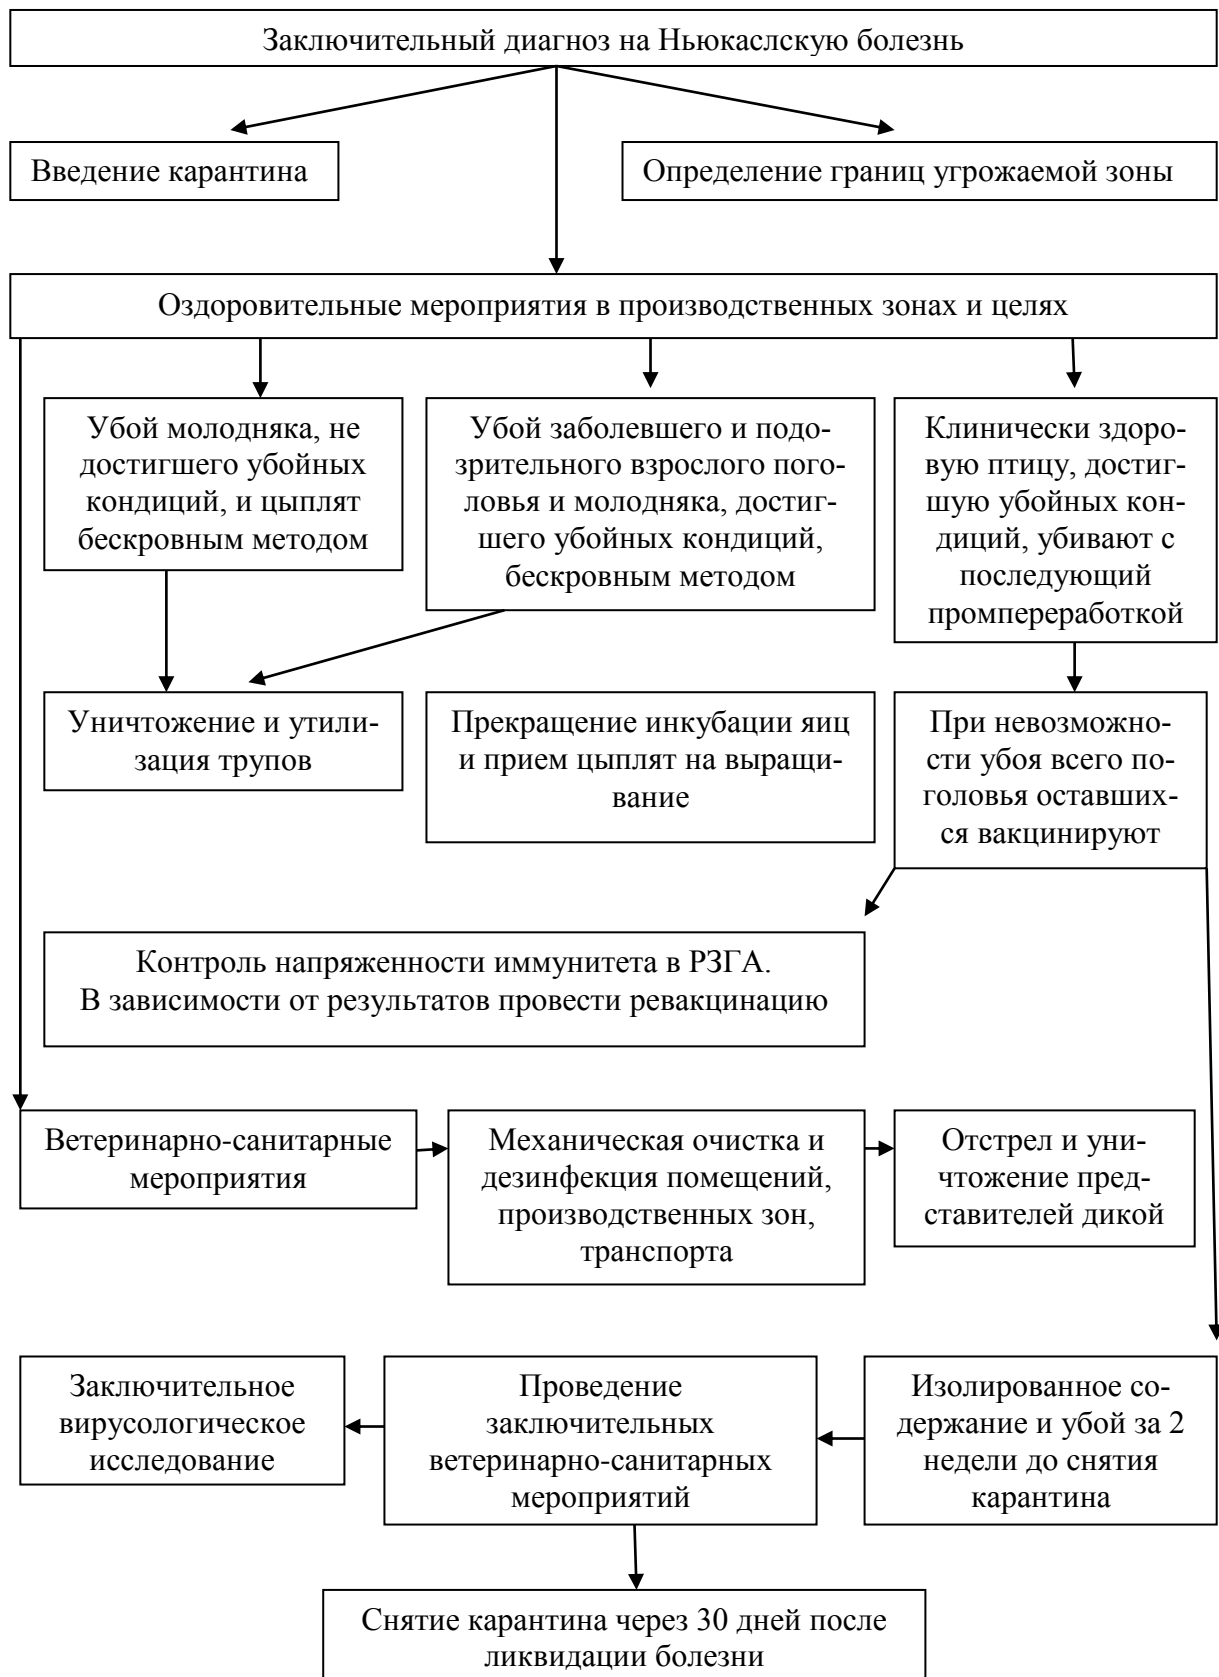 Заключительный диагноз на Ньюкаслскую болезнь
Введение карантина
Определение границ угрожаемой зоны
Оздоровительные мероприятия в производственных зонах и целях
Убой молодняка, не
достигшего убойных
кондиций, и цыплят
бескровным методом
Убой заболевшего и подо-
зрительного взрослого пого-
ловья и молодняка, достиг-
шего убойных кондиций,
бескровным методом
Клинически здоро-
вую птицу, достиг-
шую убойных кон-
диций, убивают с
последующий
промпереработкой
Уничтожение и утили-
зация трупов
Прекращение инкубации яиц
и прием цыплят на выращи-
вание
При невозможно-
сти убоя всего по-
головья оставших-
ся вакцинируют
Контроль напряженности иммунитета в РЗГА.
В зависимости от результатов провести ревакцинацию
Ветеринарно-санитарные
мероприятия
Механическая очистка и
дезинфекция помещений,
производственных зон,
транспорта
Отстрел и уни-
чтожение пред-
ставителей дикой
Заключительное
вирусологическое
исследование
Проведение
заключительных
ветеринарно-санитарных
мероприятий
Изолированное со-
держание и убой за 2
недели до снятия
карантина
Снятие карантина через 30 дней после
ликвидации болезни